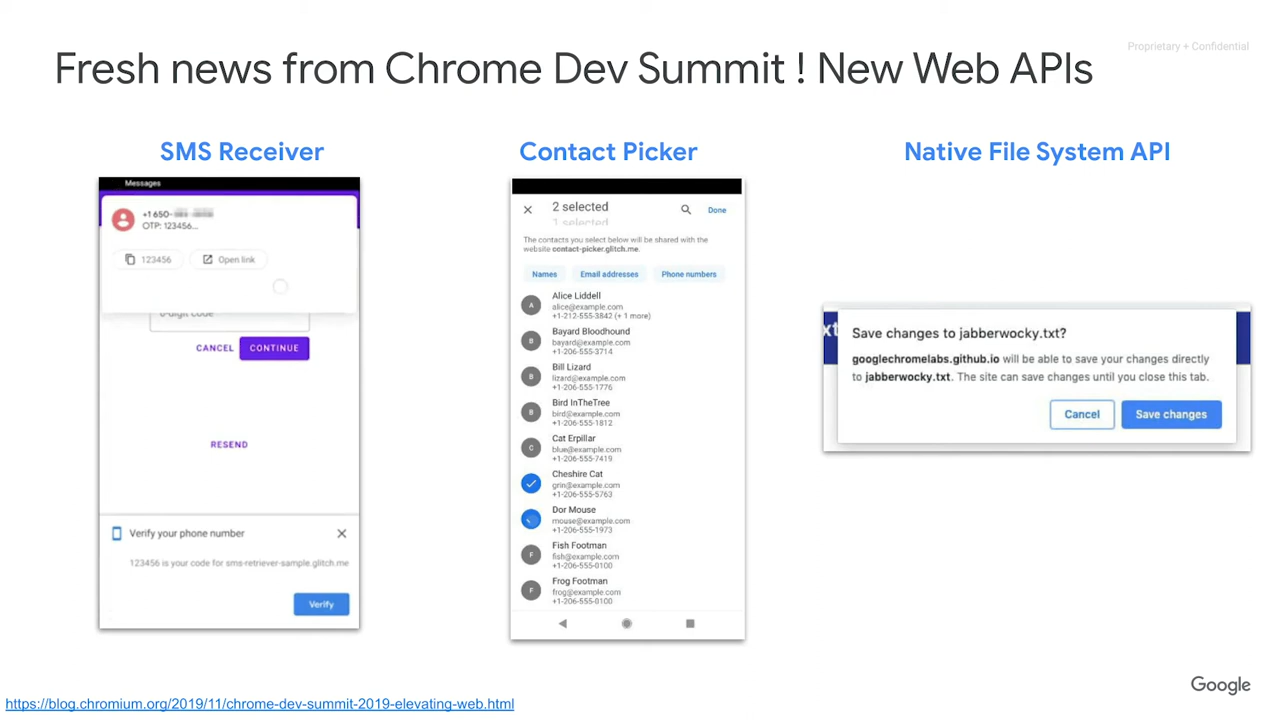 Proprietary + Confidential
Fresh news from Chrome Dev Summit ! New Web APIs
SMS Receiver
Messages
+1 650-
OTP: 123456...
123456
Open link
6-digit code
CANCEL
CONTINUE
RESEND
Verify your phone number
123456 is your code for sms-retriever-sample.glitch.me
Verify
Contact Picker
2 selected
1 selected
Done
The contacts you select below will be shared with the
website contact-picker.glitch.me.
Names
Email addresses
Phone numbers
A
Alice Liddell
alice@example.com
+1-212-555-3842 (+ 1 more)
B
Bayard Bloodhound
bayard@example.com
+1-206-555-3714
B
Bill Lizard
lizard@example.com
+1-206-555-1776
B
Bird InTheTree
bird@example.com
+1-206-555-1812
C
Cat Erpillar
blue@example.com
+1-206-555-7419
Cheshire Cat
grin@example.com
+1-206-555-5763
Dor Mouse
mouse@example.com
+1-206-555-1973
F
Fish Footman
fish@example.com
+1-206-555-0100
F
Frog Footman
frog@example.com
+1-206-555-0100
Native File System API
xt
Save changes to jabberwocky.txt?
googlechromelabs.github.io will be able to save your changes directly
to jabberwocky.txt. The site can save changes until you close this tab.
Cancel
Save changes
https://blog.chromium.org/2019/11/chrome-dev-summit-2019-elevating-web.html
Google